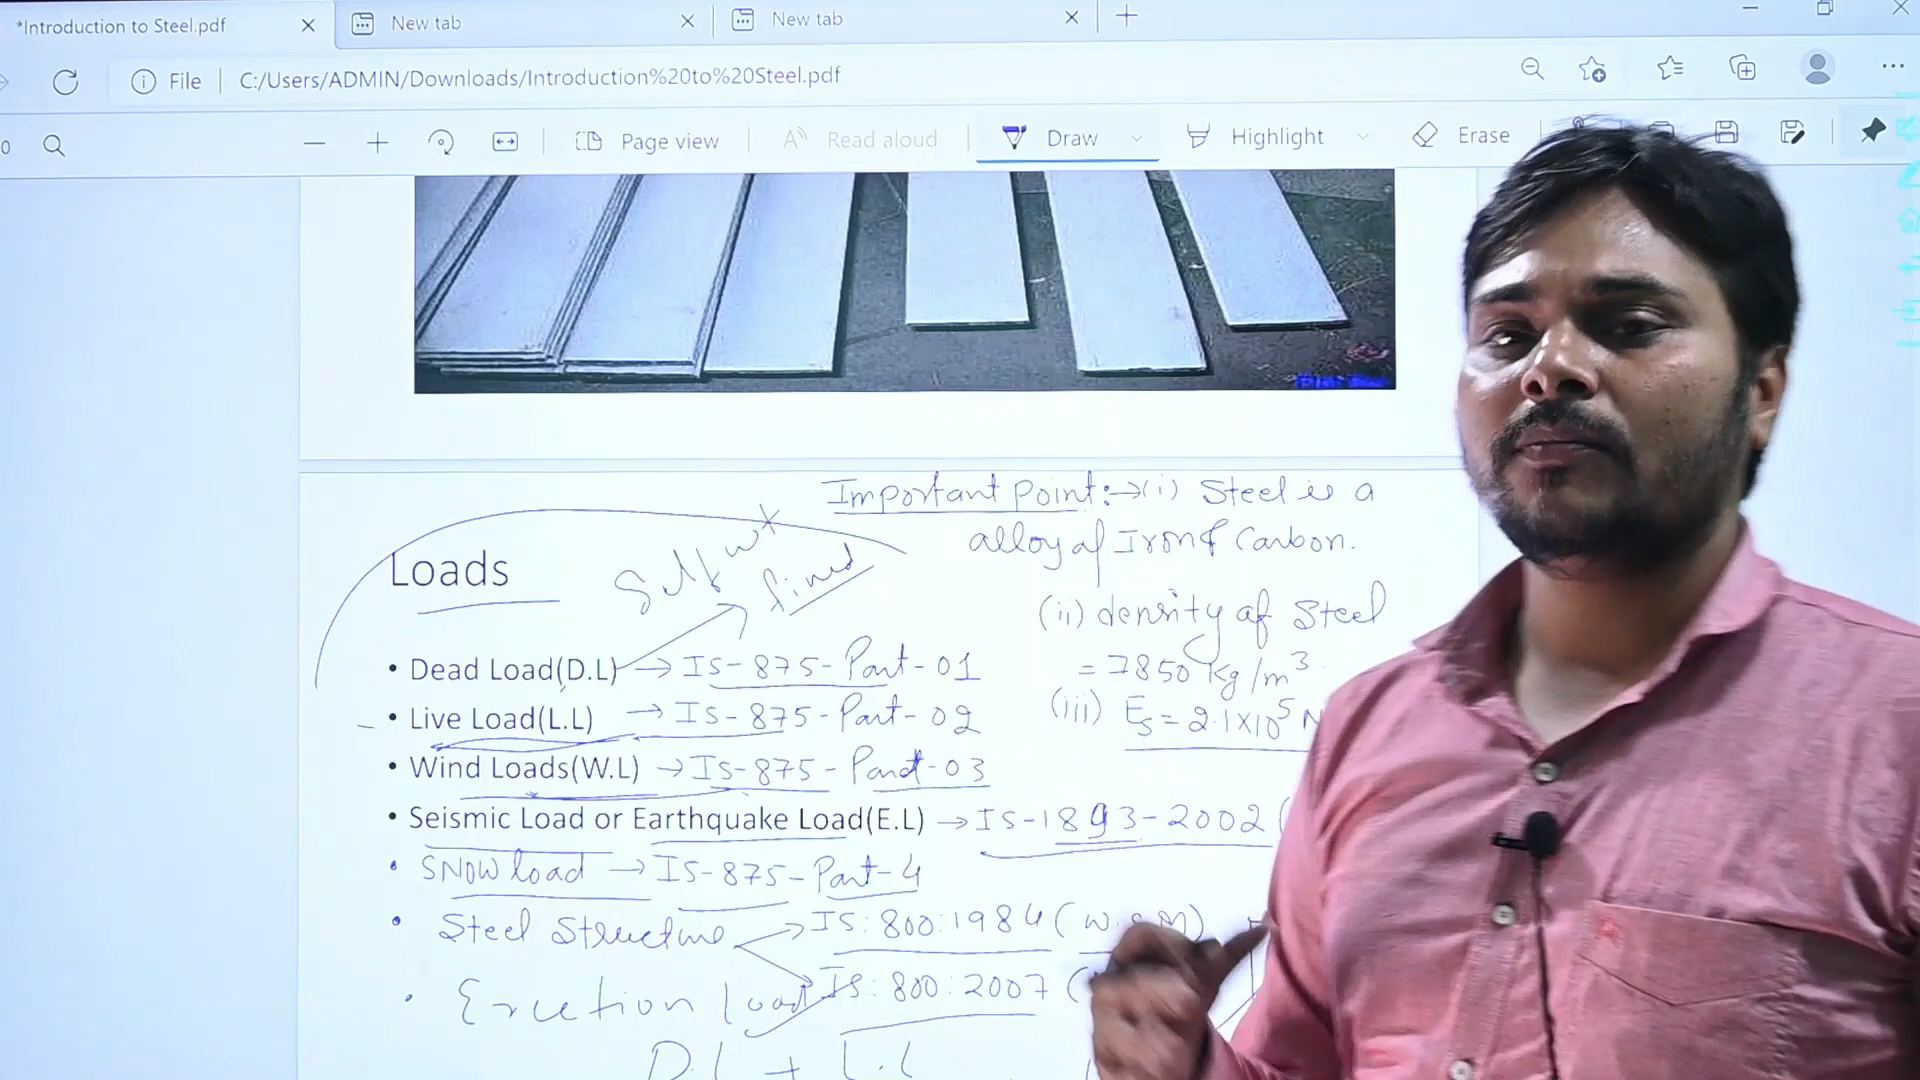 *Introduction to Steel.pdf
New tab
New tab
File
C:/Users/ADMIN/Downloads/Introduction%20to%20Steel.pdf
Page view
Read aloud
Draw
Highlight
Erase
Important point:→(i) Steel is a
alloy of Iron & Carbon.
Loads
Self wt
fixed
(ii) density of Steel
= 7850 kg/m³
(iii) Es = 2.1×10⁵ N
• Dead Load(D.L) → IS-875-Part-01
• Live Load(L.L) → IS-875-Part-02
• Wind Loads(W.L) → IS-875-Part-03
• Seismic Load or Earthquake Load(E.L) → IS-1893-2002 (
• SNOW load → IS-875-Part-4
• Steel Structure → IS:800:1984 (W.S.M)
→ IS:800:2007 (
• Erection load
D.L + L.L